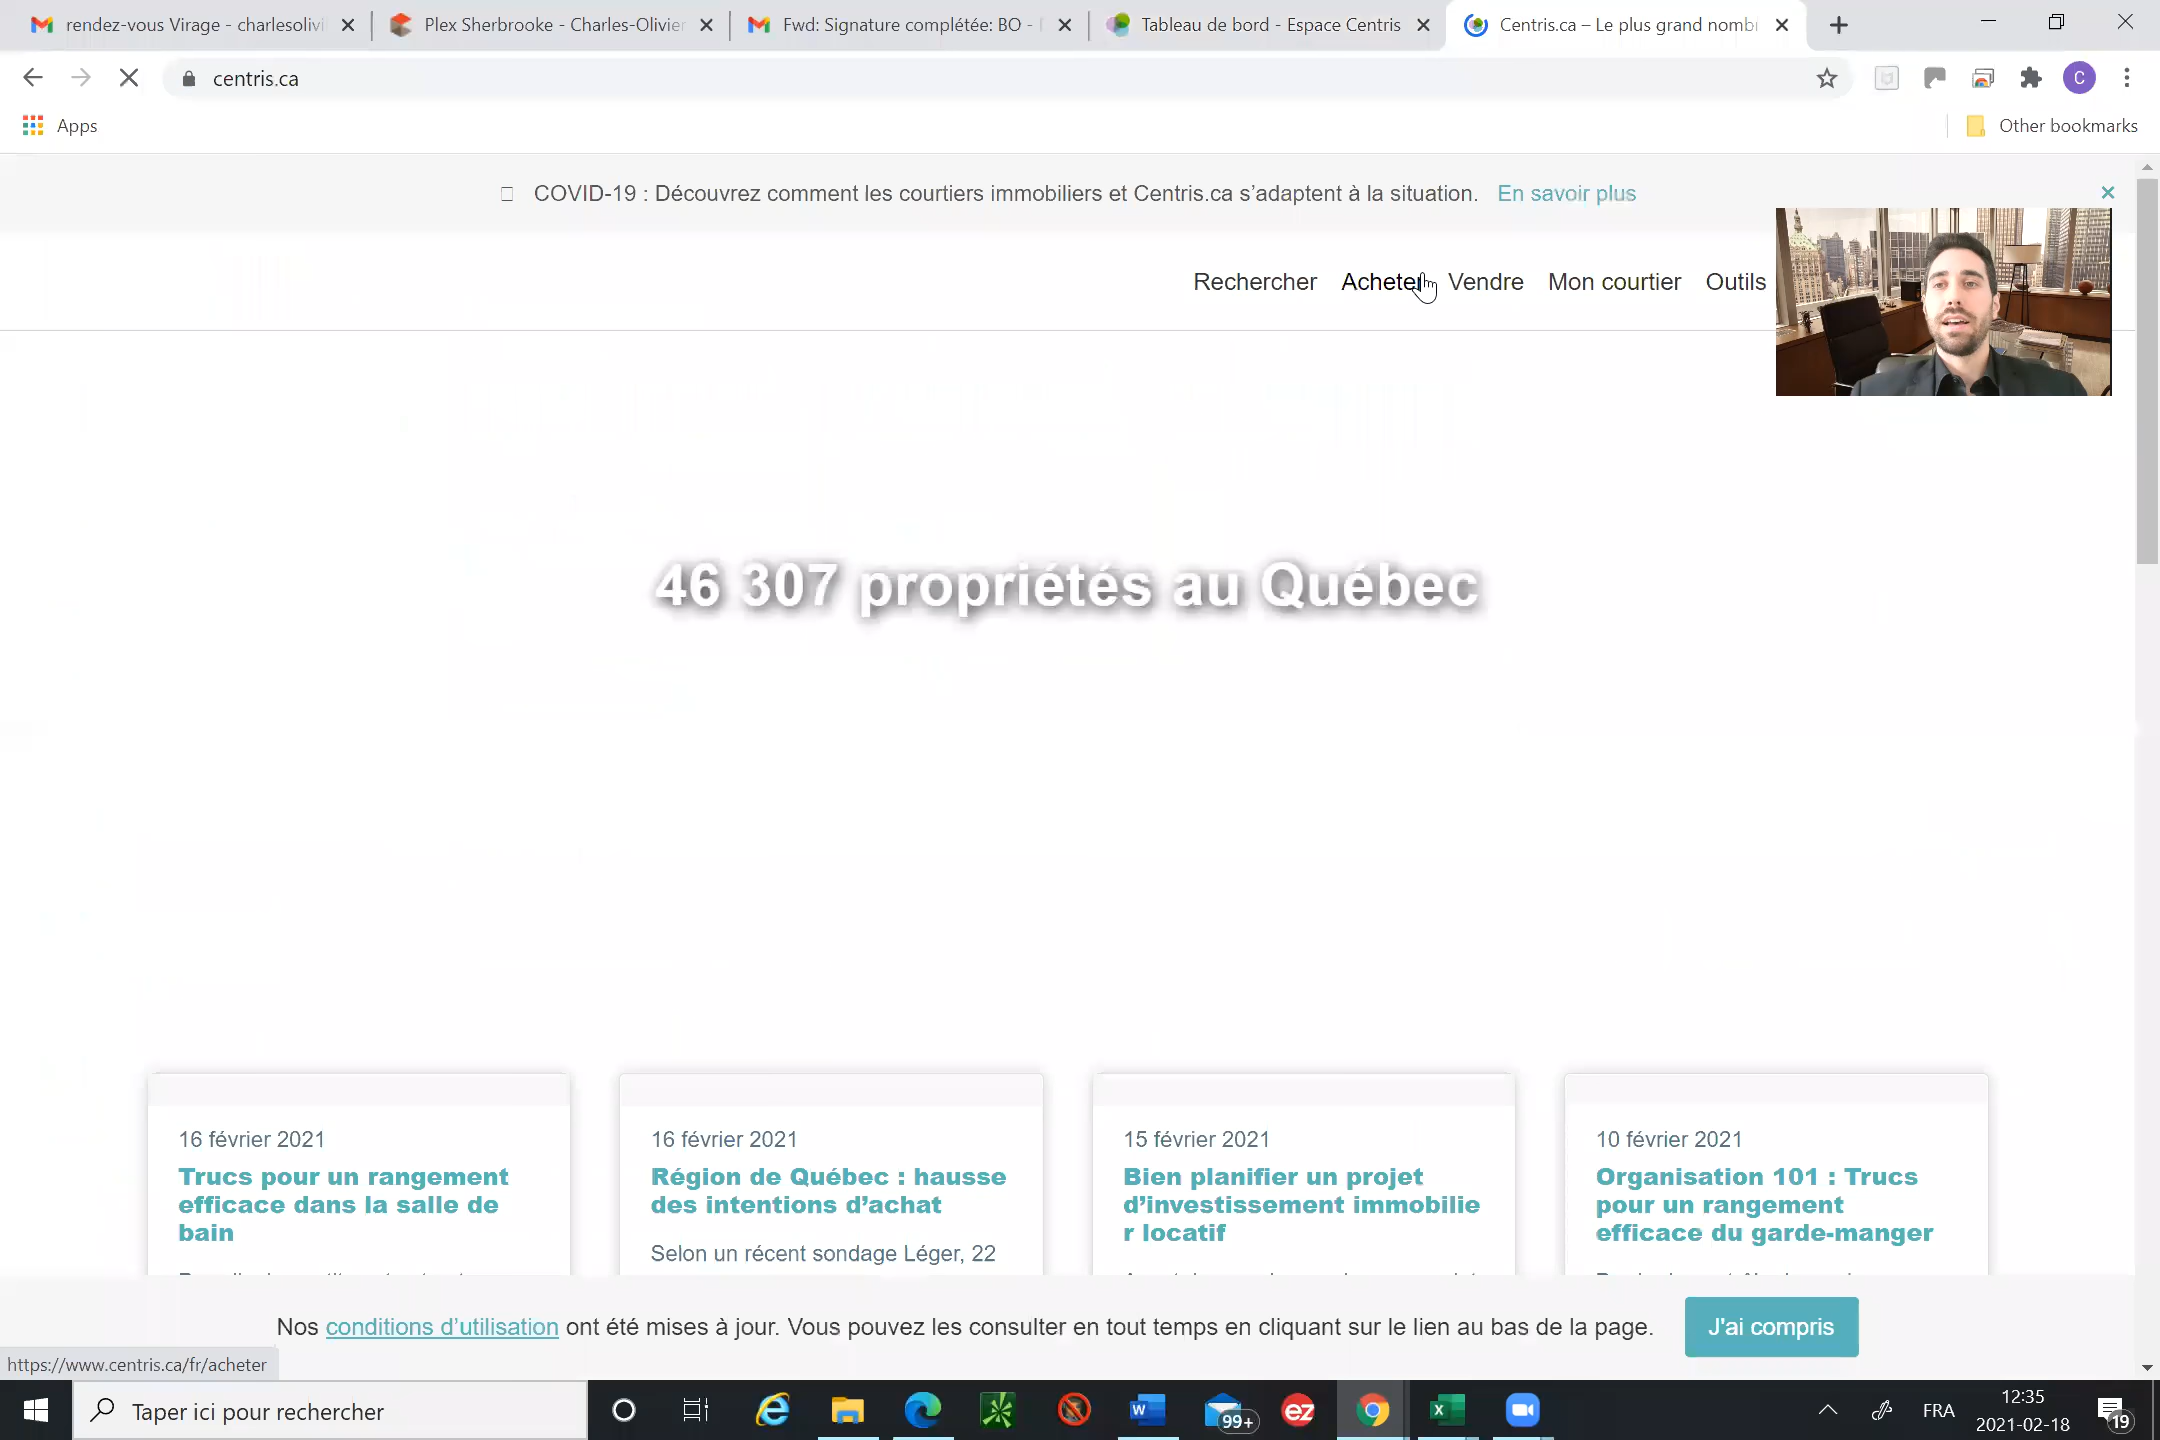 rendez-vous Virage - charlesolivi
Plex Sherbrooke - Charles-Olivier
Fwd: Signature complétée: BO -
Tableau de bord - Espace Centris
Centris.ca – Le plus grand nomb
centris.ca
C
Apps
Other bookmarks
COVID-19 : Découvrez comment les courtiers immobiliers et Centris.ca s’adaptent à la situation. En savoir plus
Rechercher Acheter Vendre Mon courtier Outils
46 307 propriétés au Québec
16 février 2021
Trucs pour un rangement
efficace dans la salle de
bain
16 février 2021
Région de Québec : hausse
des intentions d’achat
Selon un récent sondage Léger, 22
15 février 2021
Bien planifier un projet
d’investissement immobilie
r locatif
10 février 2021
Organisation 101 : Trucs
pour un rangement
efficace du garde-manger
Nos conditions d’utilisation ont été mises à jour. Vous pouvez les consulter en tout temps en cliquant sur le lien au bas de la page.
J'ai compris
https://www.centris.ca/fr/acheter
Taper ici pour rechercher
99+
ez
FRA
12:35
2021-02-18
19